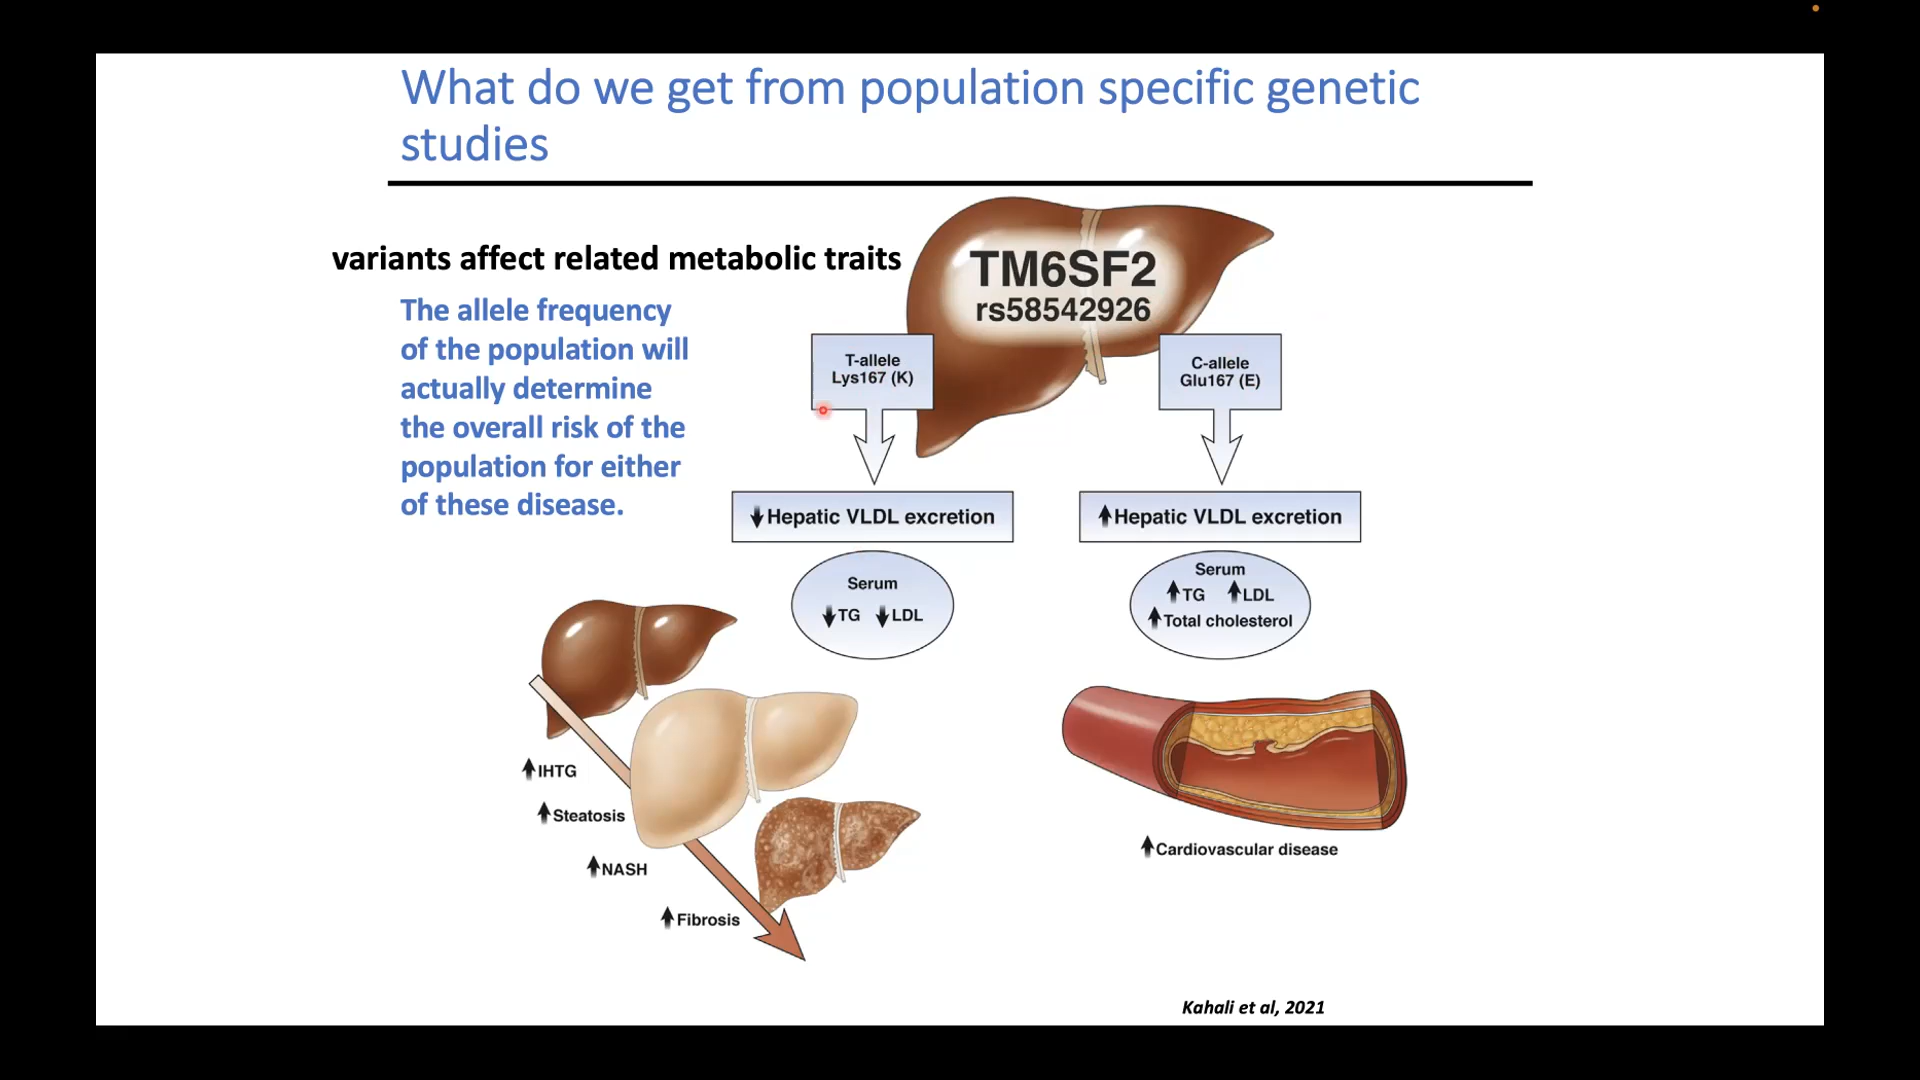 What do we get from population specific genetic
studies
variants affect related metabolic traits
The allele frequency
of the population will
actually determine
the overall risk of the
population for either
of these disease.
TM6SF2
rs58542926
T-allele
Lys167 (K)
C-allele
Glu167 (E)
↓Hepatic VLDL excretion
↑Hepatic VLDL excretion
Serum
↓TG ↓LDL
Serum
↑TG ↑LDL
↑Total cholesterol
↑IHTG
↑Steatosis
↑NASH
↑Fibrosis
↑Cardiovascular disease
Kahali et al, 2021